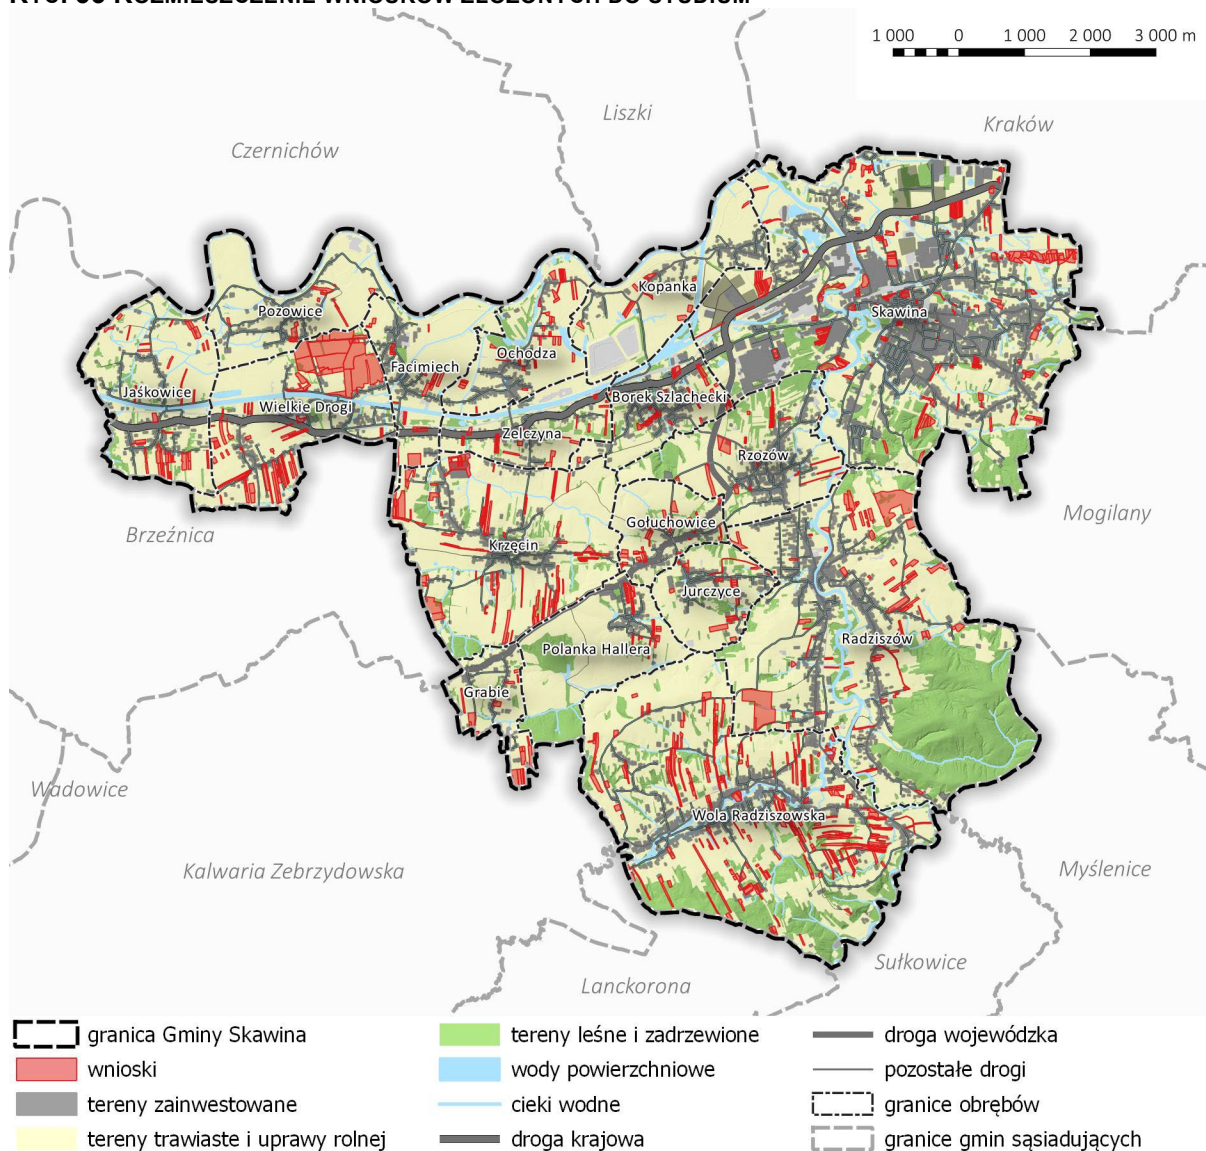 1 000 0 1 000 2 000 3 000 m
Liszki
Kraków
Czernichów
Kopanka
Pozowice
Skawina
Ochodza
Facimiech
Jaśkowice
Borek Szlachecki
Wielkie Drogi
Zelczyna
Rzozów
Mogilany
Gołuchowice
Brzeźnica
Krzęcin
Jurczyce
Radziszów
Polanka Hallera
Grabie
Wadowice
Wola Radziszowska
Kalwaria Zebrzydowska
Myślenice
Sułkowice
Lanckorona
granica Gminy Skawina
wnioski
tereny zainwestowane
tereny trawiaste i uprawy rolnej
tereny leśne i zadrzewione
wody powierzchniowe
cieki wodne
droga krajowa
droga wojewódzka
pozostałe drogi
granice obrębów
granice gmin sąsiadujących